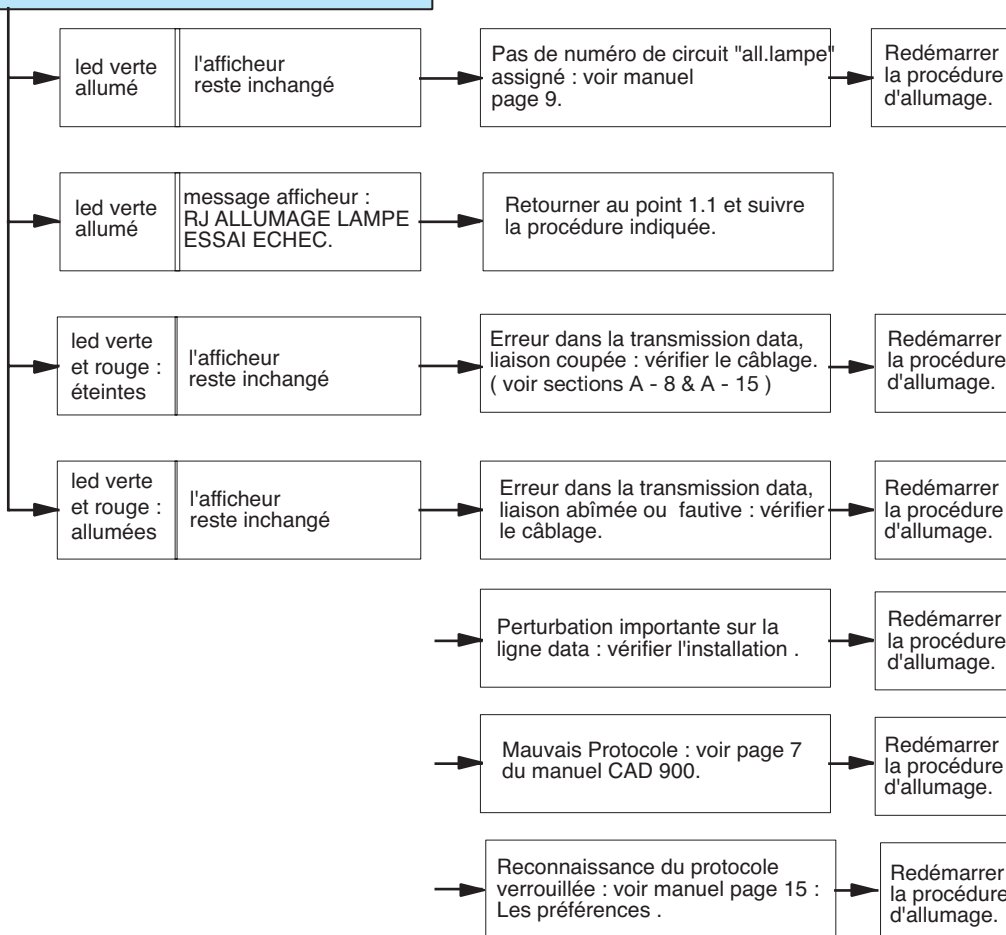 led verte
allumé
l'afficheur
reste inchangé
Pas de numéro de circuit "all.lampe"
assigné : voir manuel
page 9.
Redémarrer
la procédure
d'allumage.
led verte
allumé
message afficheur :
RJ ALLUMAGE LAMPE
ESSAI ECHEC.
Retourner au point 1.1 et suivre
la procédure indiquée.
led verte
et rouge :
éteintes
l'afficheur
reste inchangé
Erreur dans la transmission data,
liaison coupée : vérifier le câblage.
( voir sections A - 8 & A - 15 )
Redémarrer
la procédure
d'allumage.
led verte
et rouge :
allumées
l'afficheur
reste inchangé
Erreur dans la transmission data,
liaison abîmée ou fautive : vérifier
le câblage.
Redémarrer
la procédure
d'allumage.
Perturbation importante sur la
ligne data : vérifier l'installation .
Redémarrer
la procédure
d'allumage.
Mauvais Protocole : voir page 7
du manuel CAD 900.
Redémarrer
la procédure
d'allumage.
Reconnaissance du protocole
verrouillée : voir manuel page 15 :
Les préférences .
Redémarrer
la procédure
d'allumage.